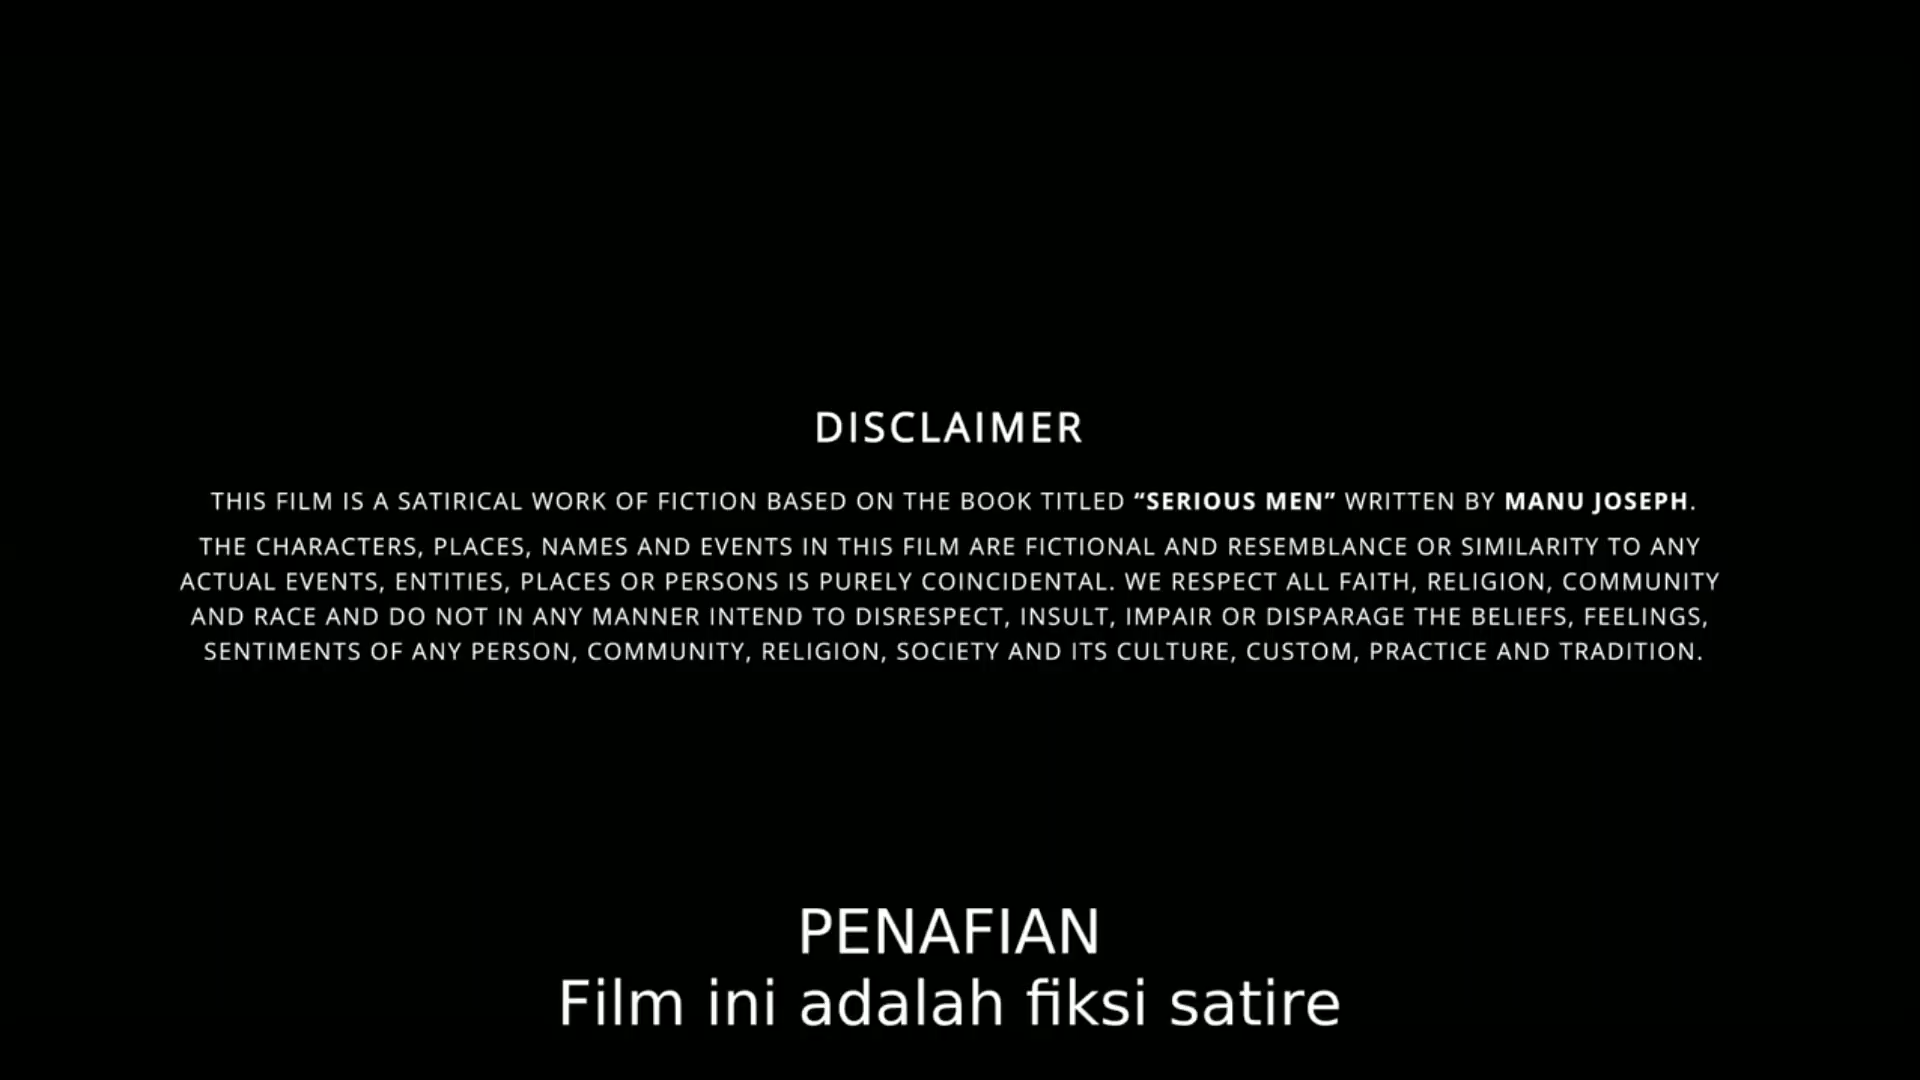 DISCLAIMER
THIS FILM IS A SATIRICAL WORK OF FICTION BASED ON THE BOOK TITLED “SERIOUS MEN” WRITTEN BY MANU JOSEPH.
THE CHARACTERS, PLACES, NAMES AND EVENTS IN THIS FILM ARE FICTIONAL AND RESEMBLANCE OR SIMILARITY TO ANY
ACTUAL EVENTS, ENTITIES, PLACES OR PERSONS IS PURELY COINCIDENTAL. WE RESPECT ALL FAITH, RELIGION, COMMUNITY
AND RACE AND DO NOT IN ANY MANNER INTEND TO DISRESPECT, INSULT, IMPAIR OR DISPARAGE THE BELIEFS, FEELINGS,
SENTIMENTS OF ANY PERSON, COMMUNITY, RELIGION, SOCIETY AND ITS CULTURE, CUSTOM, PRACTICE AND TRADITION.
PENAFIAN
Film ini adalah fiksi satire